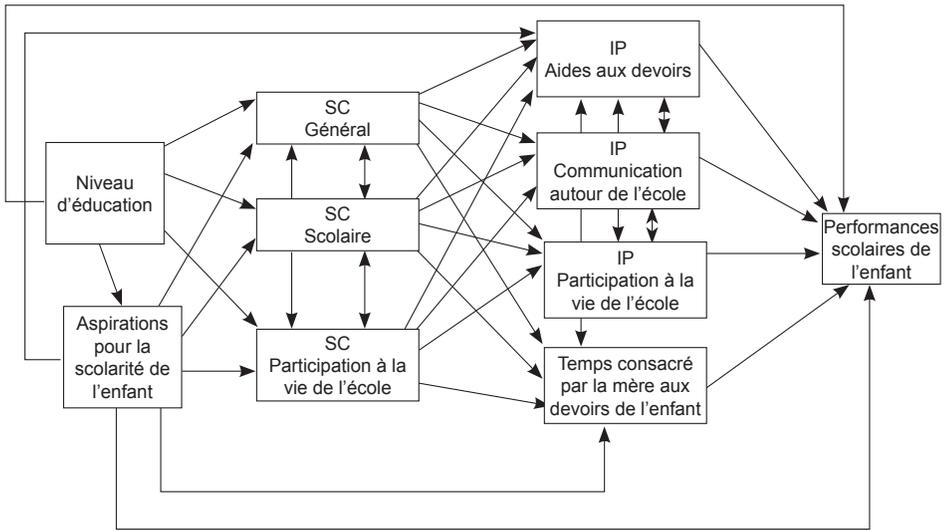 Niveau
d’éducation
Aspirations
pour la
scolarité de
l’enfant
SC
Général
SC
Scolaire
SC
Participation à la
vie de l’école
IP
Aides aux devoirs
IP
Communication
autour de l’école
IP
Participation à la
vie de l’école
Temps consacré
par la mère aux
devoirs de l’enfant
Performances
scolaires de
l’enfant